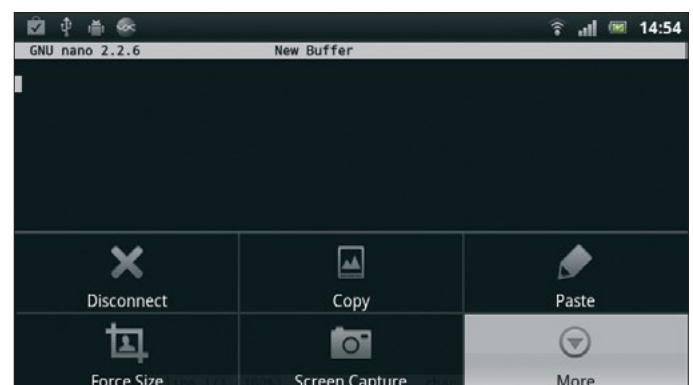 14:54
GNU nano 2.2.6 New Buffer
Disconnect Copy Paste
Force Size Screen Capture More